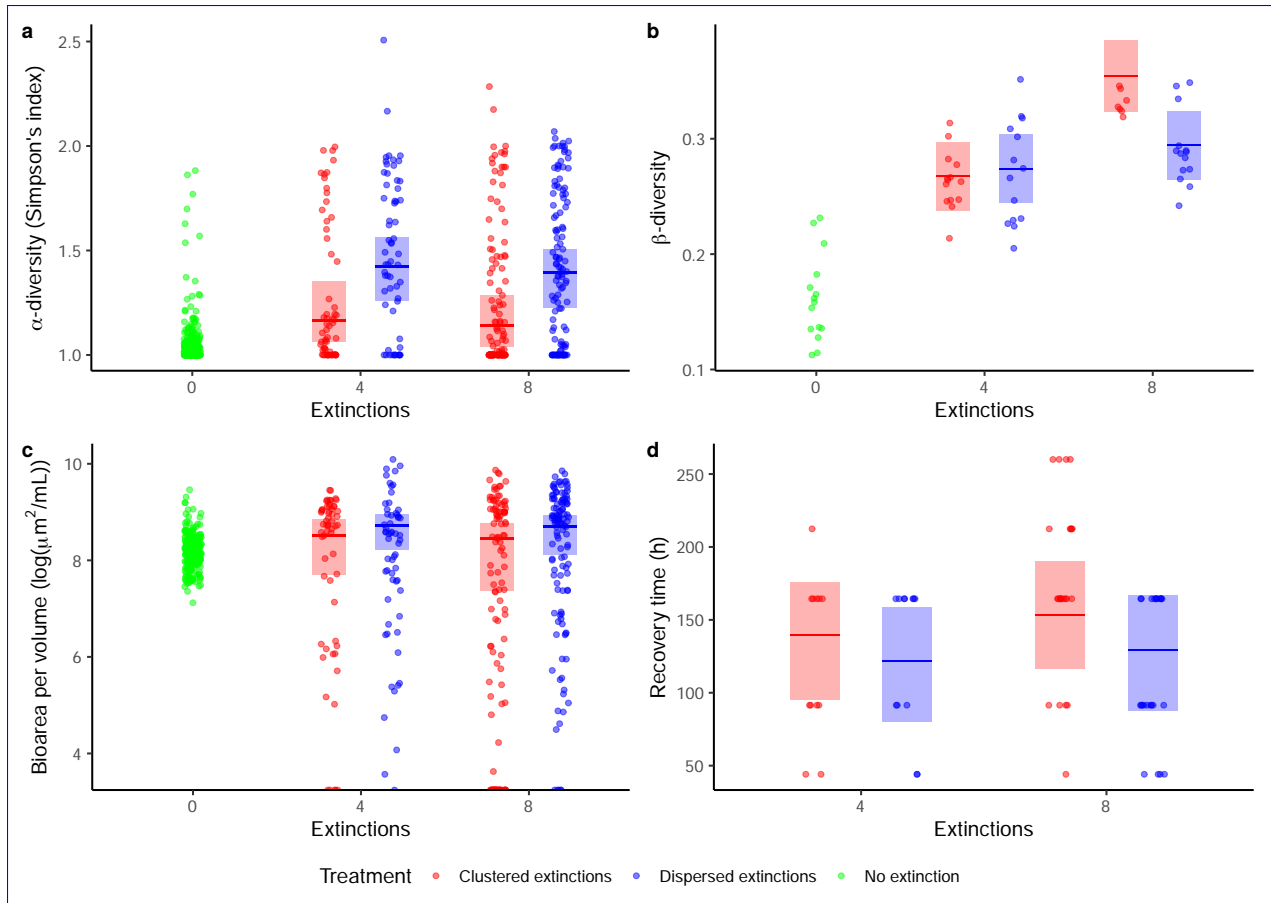 a
α-diversity (Simpson's index)
2.5
2.0
1.5
1.0
0
4
8
Extinctions
b
β-diversity
0.3
0.2
0.1
0
4
8
Extinctions
c
Bioarea per volume (log(μm²/mL))
10
8
6
4
0
4
8
Extinctions
d
Recovery time (h)
250
200
150
100
50
4
8
Extinctions
Treatment Clustered extinctions Dispersed extinctions No extinction